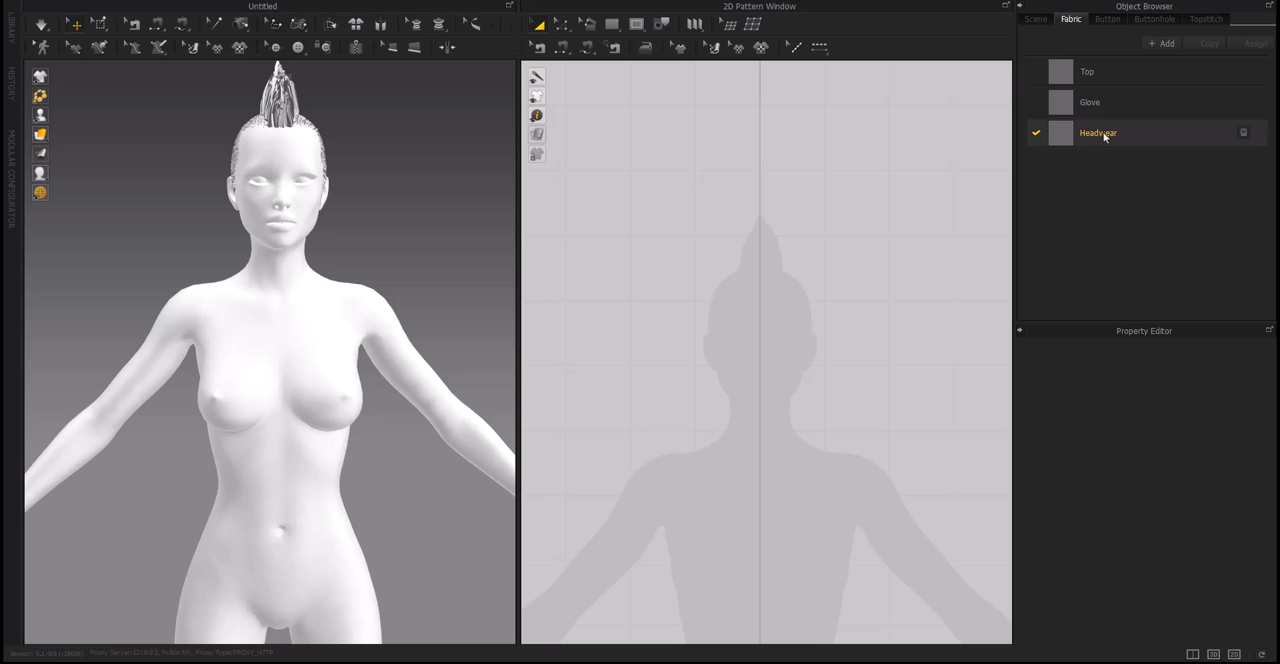 Untitled
2D Pattern Window
Object Browser
Scene Fabric Button Buttonhole Topstitch
+ Add Copy Assign
Top
Glove
Headwear
Property Editor
LIBRARY
HISTORY
MODULAR CONFIGURATOR